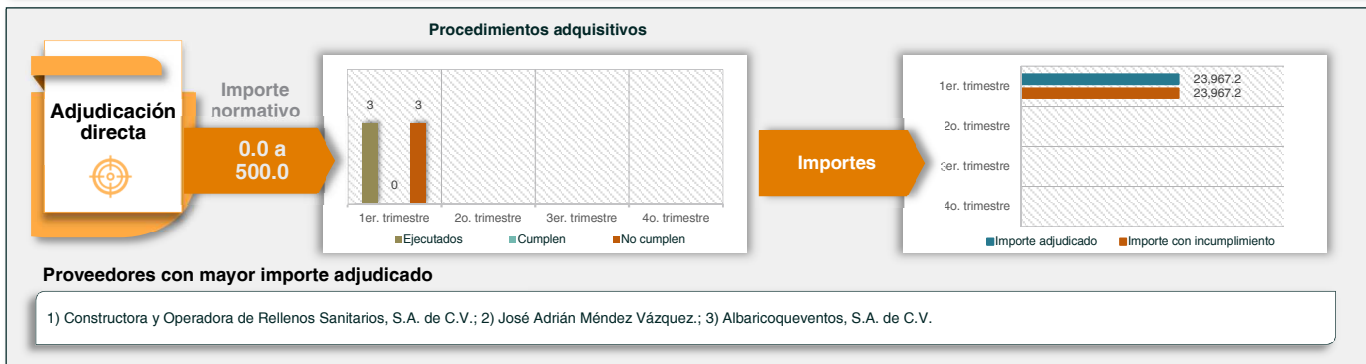 Procedimientos adquisitivos
Adjudicación
directa
Importe
normativo
0.0 a
500.0
3
0
3
1er. trimestre
2o. trimestre
3er. trimestre
4o. trimestre
Ejecutados
Cumplen
No cumplen
Importes
1er. trimestre
23,967.2
23,967.2
2o. trimestre
3er. trimestre
4o. trimestre
Importe adjudicado
Importe con incumplimiento
Proveedores con mayor importe adjudicado
1) Constructora y Operadora de Rellenos Sanitarios, S.A. de C.V.; 2) José Adrián Méndez Vázquez.; 3) Albaricoqueventos, S.A. de C.V.